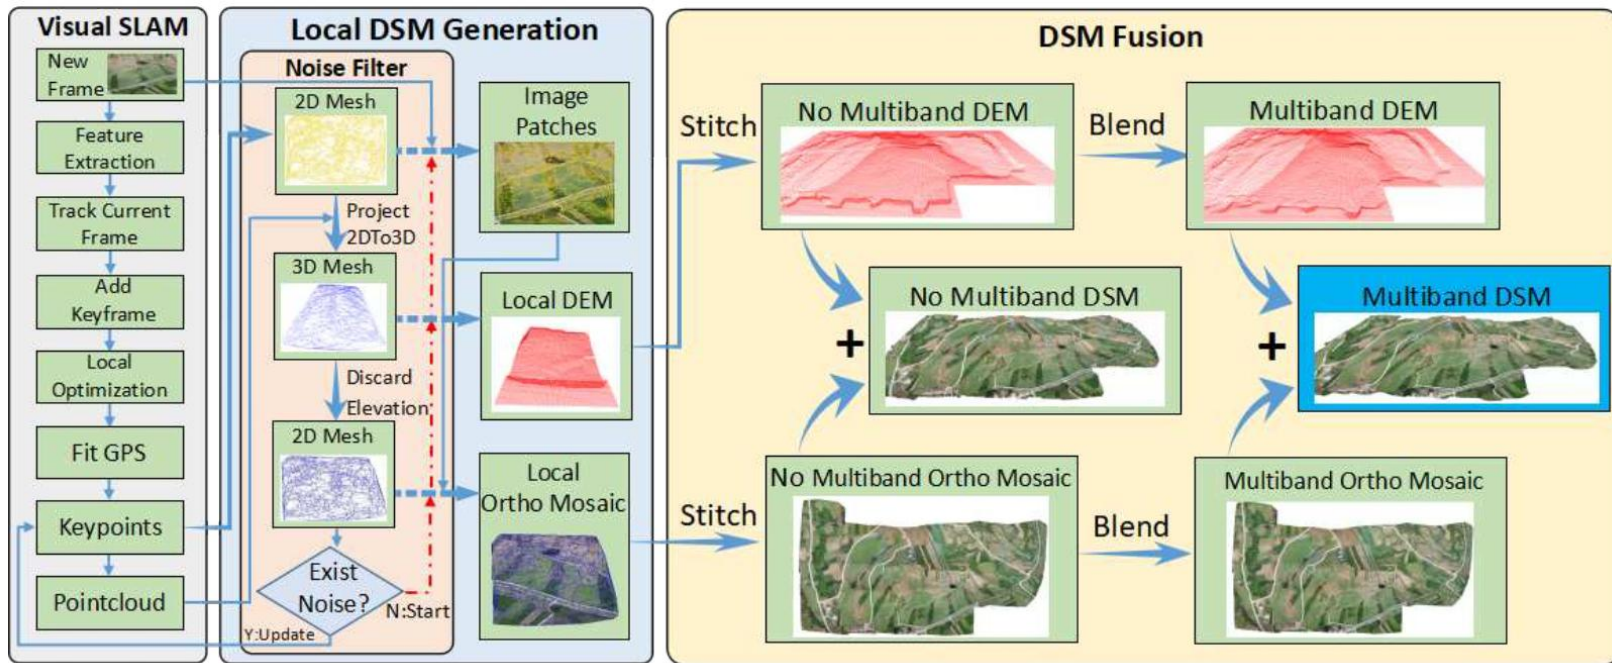 Visual SLAM
New
Frame
Feature
Extraction
Track Current
Frame
Add
Keyframe
Local
Optimization
Fit GPS
Keypoints
Pointcloud
Local DSM Generation
Noise Filter
2D Mesh
Project
2DTo3D
3D Mesh
Discard
Elevation
2D Mesh
Exist
Noise?
Y:Update
N:Start
Image
Patches
Local DEM
Local
Ortho Mosaic
DSM Fusion
Stitch
No Multiband DEM
Blend
Multiband DEM
No Multiband DSM
+
Multiband DSM
+
Stitch
No Multiband Ortho Mosaic
Blend
Multiband Ortho Mosaic